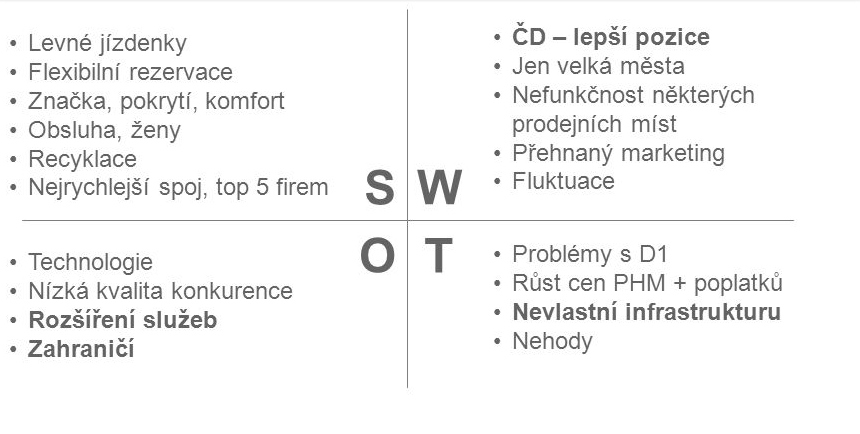 • Levné jízdenky
• Flexibilní rezervace
• Značka, pokrytí, komfort
• Obsluha, ženy
• Recyklace
• Nejrychlejší spoj, top 5 firem
S
W
• ČD – lepší pozice
• Jen velká města
• Nefunkčnost některých
prodejních míst
• Přehnaný marketing
• Fluktuace
O
T
• Technologie
• Nízká kvalita konkurence
• Rozšíření služeb
• Zahraničí
• Problémy s D1
• Růst cen PHM + poplatků
• Nevlastní infrastrukturu
• Nehody